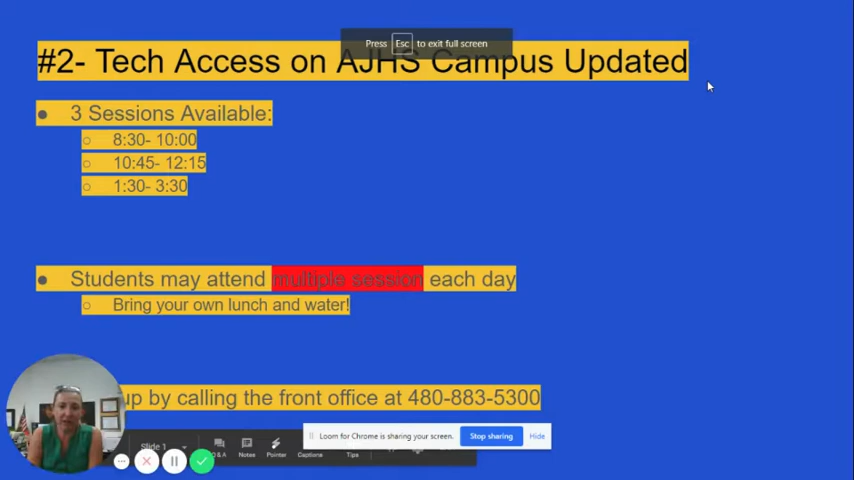 Press Esc to exit full screen
#2- Tech Access on AJHS Campus Updated
3 Sessions Available:
8:30- 10:00
10:45- 12:15
1:30- 3:30
Students may attend multiple session each day
Bring your own lunch and water!
up by calling the front office at 480-883-5300
Loom for Chrome is sharing your screen.
Stop sharing
Hide
Slide 1
Q & A
Notes
Pointer
Captions
Tips